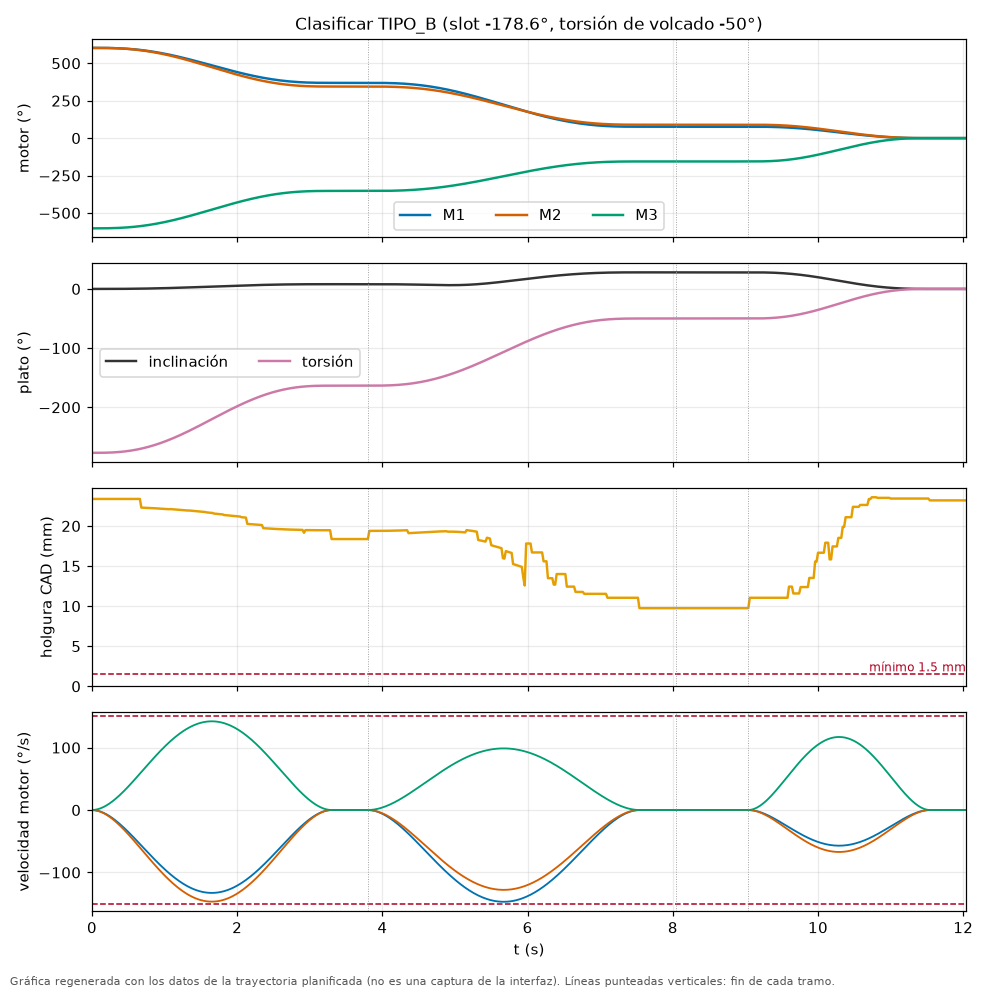 Clasificar TIPO_B (slot -178.6°, torsión de volcado -50°)
motor (°)
500
250
0
−250
−500
M1 M2 M3
plato (°)
0
−100
−200
inclinación torsión
holgura CAD (mm)
20
15
10
5
0
mínimo 1.5 mm
velocidad motor (°/s)
100
0
−100
0 2 4 6 8 10 12
t (s)
Gráfica regenerada con los datos de la trayectoria planificada (no es una captura de la interfaz). Líneas punteadas verticales: fin de cada tramo.